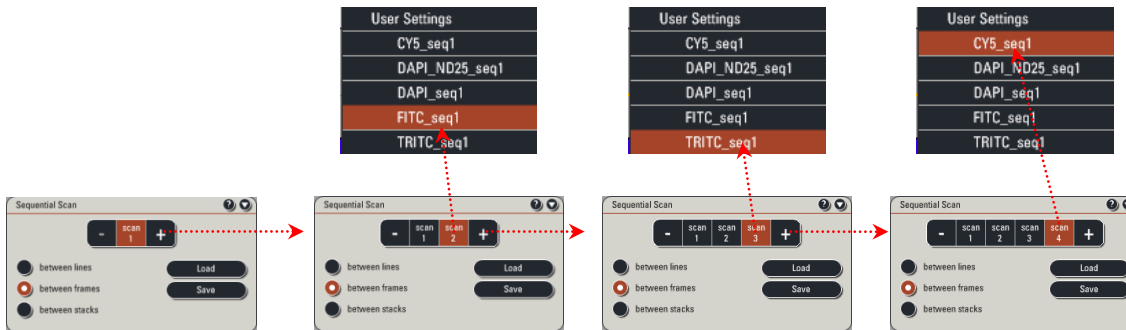 User Settings
CY5_seq1
DAPI_ND25_seq1
DAPI_seq1
FITC_seq1
TRITC_seq1
User Settings
CY5_seq1
DAPI_ND25_seq1
DAPI_seq1
FITC_seq1
TRITC_seq1
User Settings
CY5_seq1
DAPI_ND25_seq1
DAPI_seq1
FITC_seq1
TRITC_seq1
Sequential Scan ?
- scan 1 +
between lines Load
between frames Save
between stacks
Sequential Scan ?
- scan 1 scan 2 +
between lines Load
between frames Save
between stacks
Sequential Scan ?
- scan 1 scan 2 scan 3 +
between lines Load
between frames Save
between stacks
Sequential Scan ?
- scan 1 scan 2 scan 3 scan 4 +
between lines Load
between frames Save
between stacks